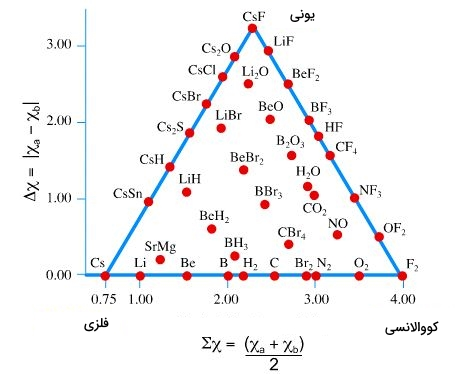 CsF
یونی
3.00
Cs₂O
LiF
CsCl
Li₂O
BeF₂
CsBr
BeO
2.00
Cs₂S
LiBr
BF₃
HF
B₂O₃
CF₄
CsH
BeBr₂
H₂O
LiH
CsSn
BBr₃
CO₂
NF₃
1.00
BeH₂
CBr₄
NO
OF₂
SrMg
BH₃
Cs Li Be B H₂ C Br₂ N₂ O₂ F₂
0.00
0.75 1.00 2.00 3.00 4.00
فلزی
کووالانسی
Δχ = |χₐ − χb|
Σχ = (χₐ + χb)
2